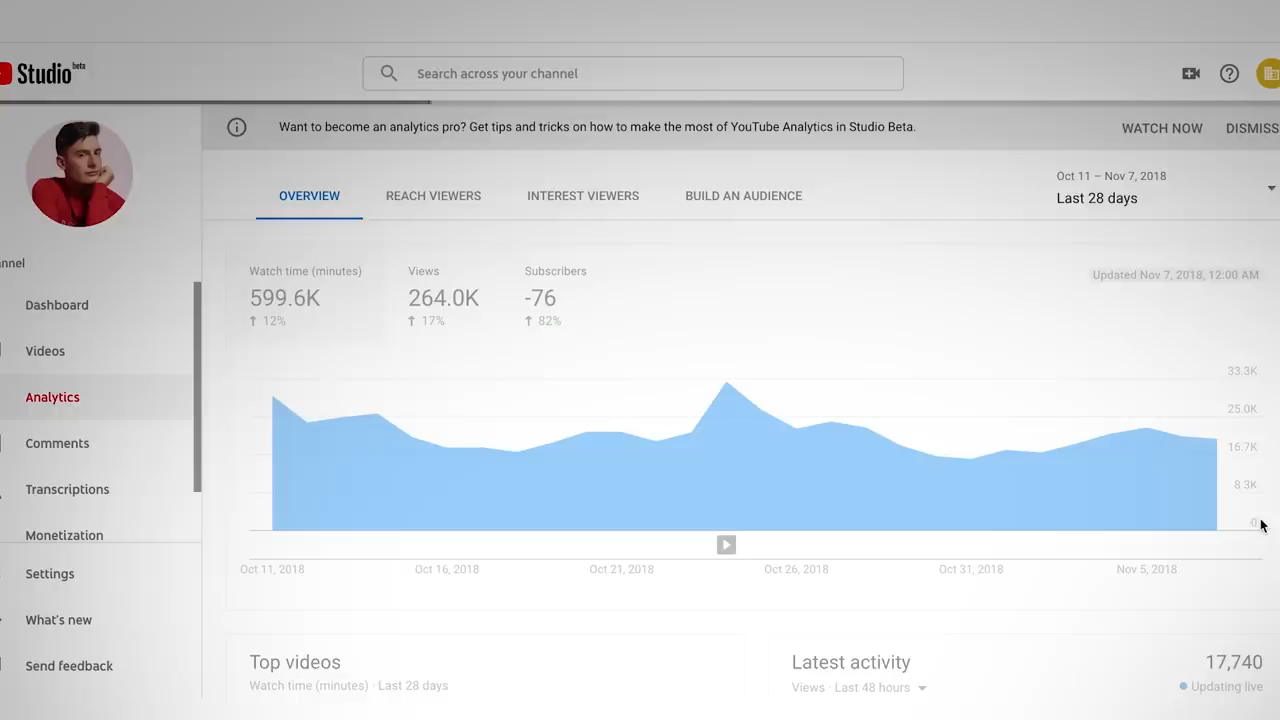 Studio beta
Search across your channel
Want to become an analytics pro? Get tips and tricks on how to make the most of YouTube Analytics in Studio Beta.
WATCH NOW
DISMISS
OVERVIEW
REACH VIEWERS
INTEREST VIEWERS
BUILD AN AUDIENCE
Oct 11 – Nov 7, 2018
Last 28 days
nnel
Dashboard
Videos
Analytics
Comments
Transcriptions
Monetization
Settings
What's new
Send feedback
Watch time (minutes)
599.6K
12%
Views
264.0K
17%
Subscribers
-76
82%
Updated Nov 7, 2018, 12:00 AM
33.3K
25.0K
16.7K
8.3K
0
Oct 11, 2018
Oct 16, 2018
Oct 21, 2018
Oct 26, 2018
Oct 31, 2018
Nov 5, 2018
Top videos
Watch time (minutes) · Last 28 days
Latest activity
Views · Last 48 hours
17,740
Updating live